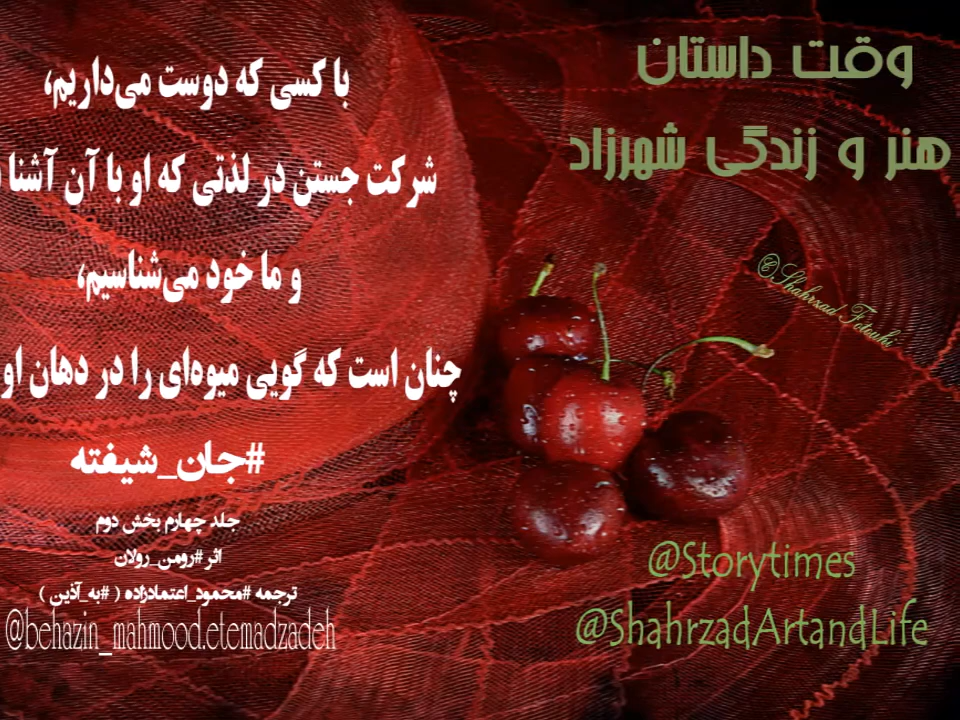 وقت داستان
هنر و زندگی شهرزاد
با کسی که دوست می‌داریم،
شرکت جستن در لذتی که او با آن آشنا
و ما خود می‌شناسیم،
چنان است که گویی میوه‌ای را در دهان او
#جان_شیفته
جلد چهارم بخش دوم
اثر #رومن_رولان
ترجمه #محمود_اعتمادزاده ( #به_آذین )
@behazin_mahmood.etemadzadeh
©Shahrzad Fotouhi
@Storytimes
@ShahrzadArtandLife